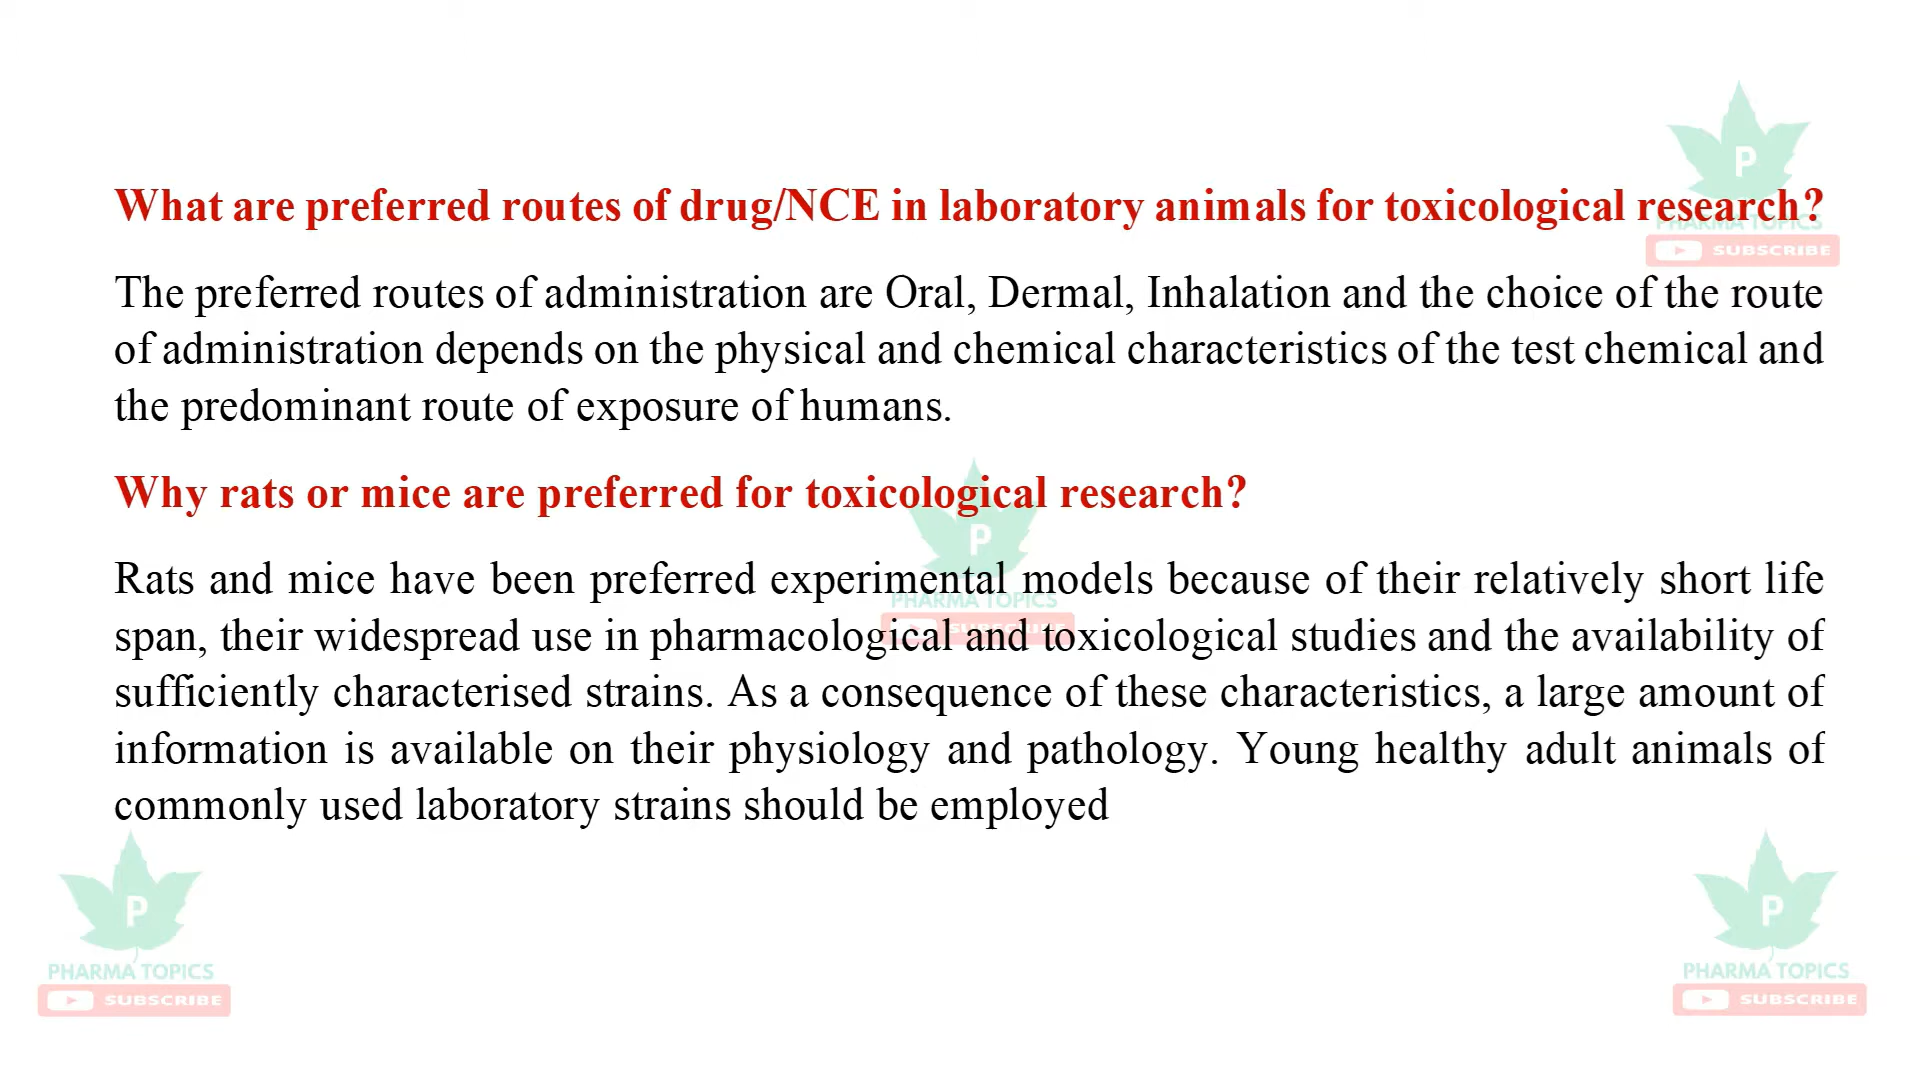 What are preferred routes of drug/NCE in laboratory animals for toxicological research?
The preferred routes of administration are Oral, Dermal, Inhalation and the choice of the route
of administration depends on the physical and chemical characteristics of the test chemical and
the predominant route of exposure of humans.
Why rats or mice are preferred for toxicological research?
Rats and mice have been preferred experimental models because of their relatively short life
span, their widespread use in pharmacological and toxicological studies and the availability of
sufficiently characterised strains. As a consequence of these characteristics, a large amount of
information is available on their physiology and pathology. Young healthy adult animals of
commonly used laboratory strains should be employed
P
PHARMA TOPICS
SUBSCRIBE
P
PHARMA TOPICS
SUBSCRIBE
P
PHARMA TOPICS
SUBSCRIBE
P
PHARMA TOPICS
SUBSCRIBE